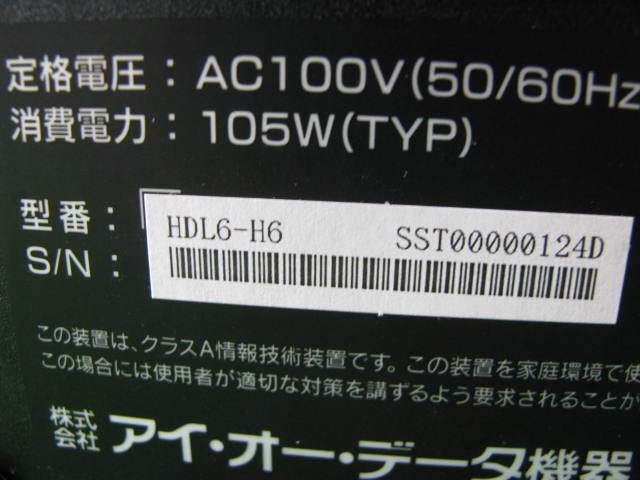 定格電圧：AC100V(50/60Hz
消費電力：105W(TYP)
型番：
HDL6-H6 SST00000124D
S/N：
この装置は、クラスA情報技術装置です。この装置を家庭環境で使
この場合には使用者が適切な対策を講ずるよう要求されることが
株式会社 アイ・オー・データ機器